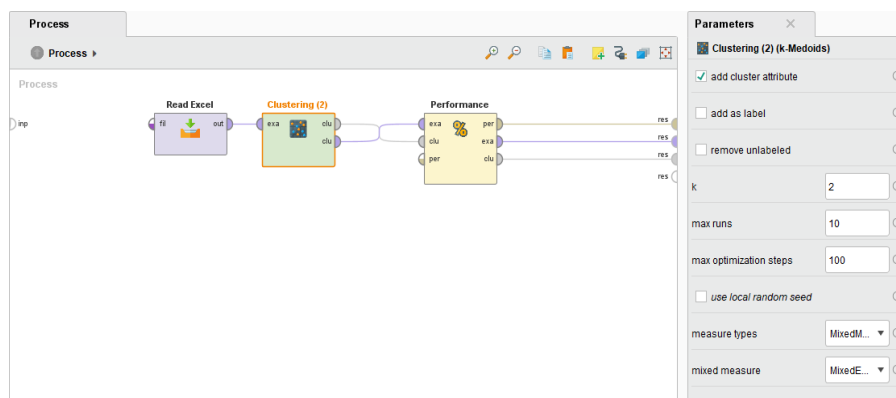 Process
Process
Process
inp
Read Excel
fil
out
Clustering (2)
exa
clu
clu
Performance
exa
%
per
clu
exa
per
clu
res
res
res
res
Parameters
Clustering (2) (k-Medoids)
add cluster attribute
add as label
remove unlabeled
k
2
max runs
10
max optimization steps
100
use local random seed
measure types
MixedM...
mixed measure
MixedE...